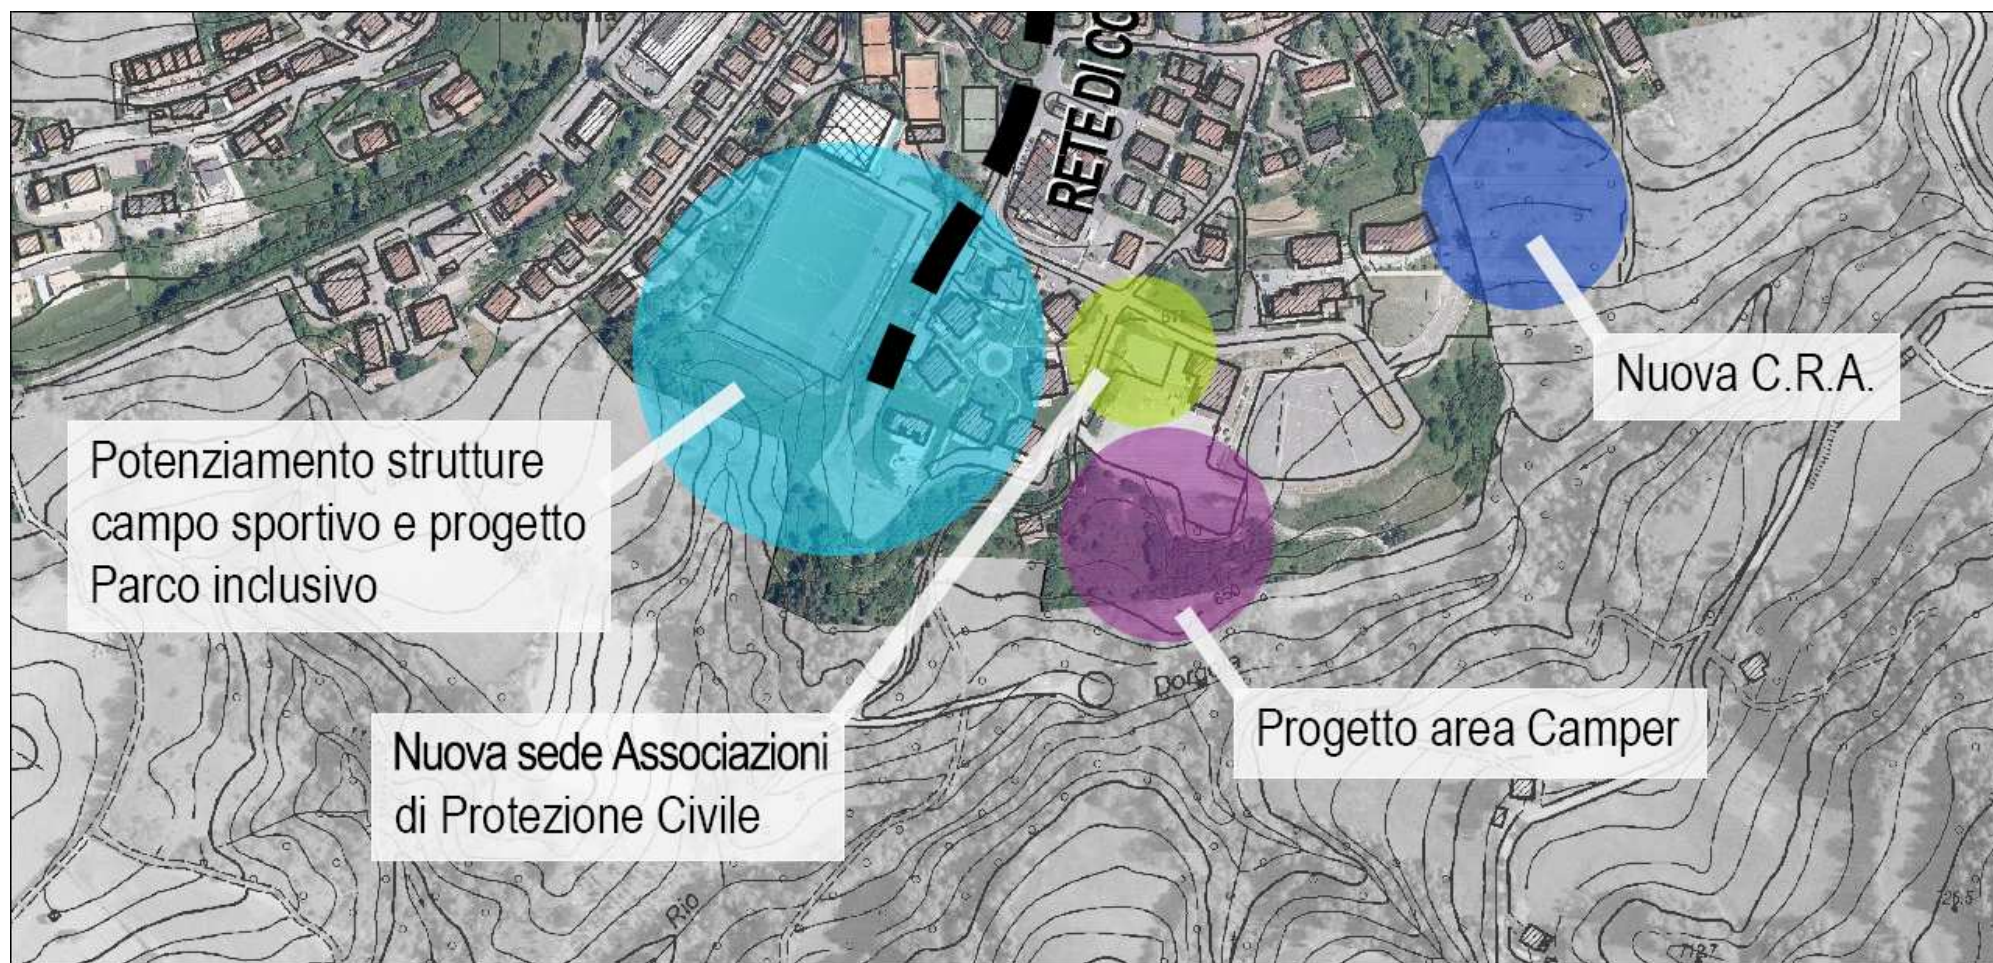 RETE DI CO
Nuova C.R.A.
Potenziamento strutture
campo sportivo e progetto
Parco inclusivo
650
Progetto area Camper
Nuova sede Associazioni
di Protezione Civile
Rio